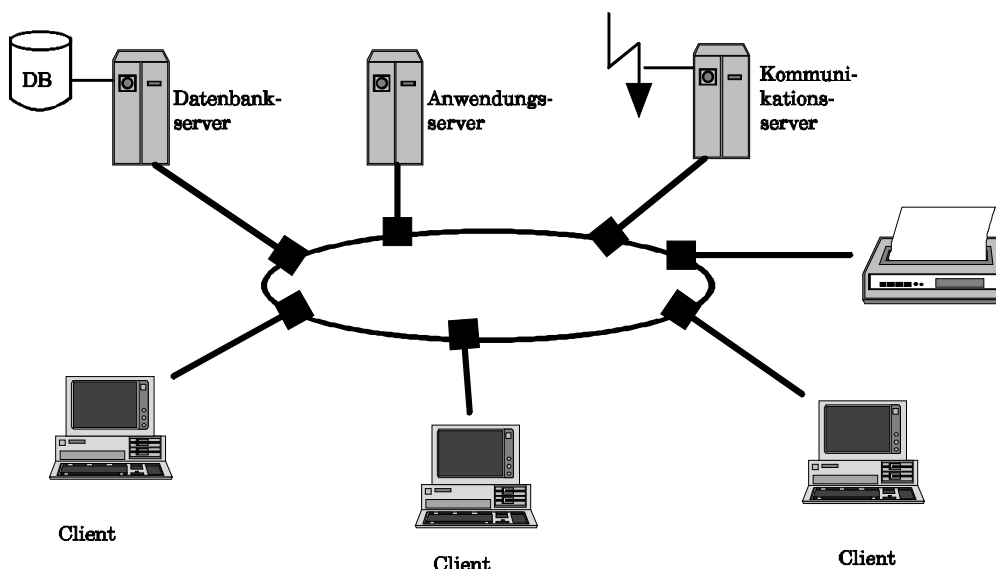 DB
Datenbank-
server
Anwendungs-
server
Kommuni-
kations-
server
Client
Client
Client